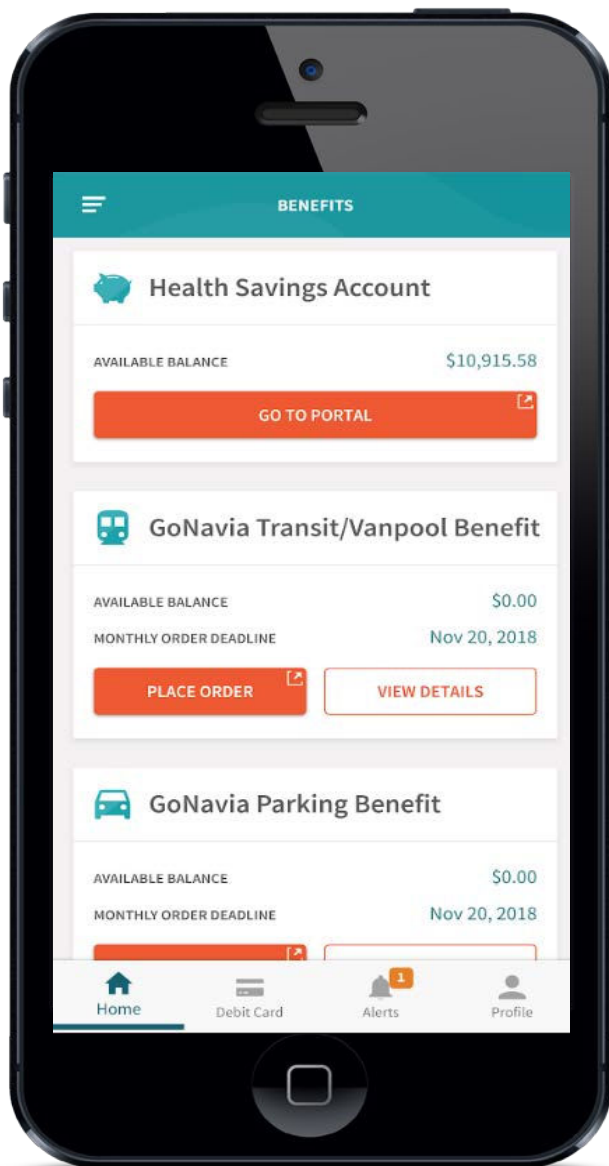 BENEFITS
Health Savings Account
AVAILABLE BALANCE $10,915.58
GO TO PORTAL
GoNavia Transit/Vanpool Benefit
AVAILABLE BALANCE $0.00
MONTHLY ORDER DEADLINE Nov 20, 2018
PLACE ORDER VIEW DETAILS
GoNavia Parking Benefit
AVAILABLE BALANCE $0.00
MONTHLY ORDER DEADLINE Nov 20, 2018
1
Home Debit Card Alerts Profile